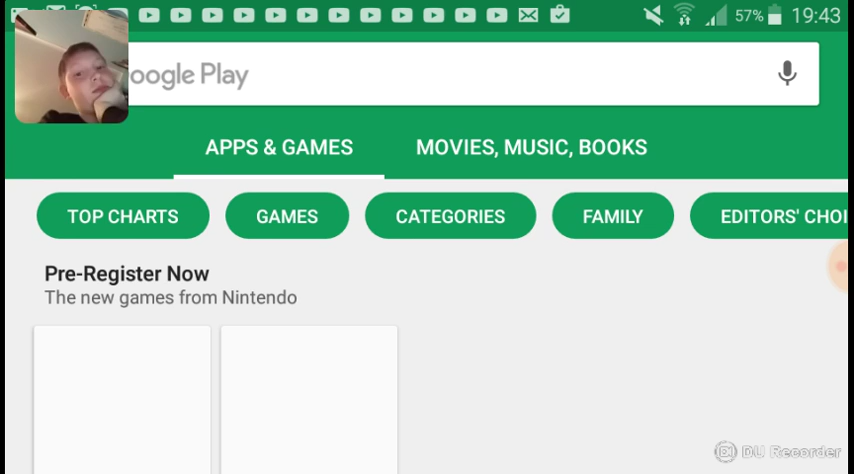 57% 19:43
oogle Play
APPS & GAMES MOVIES, MUSIC, BOOKS
TOP CHARTS GAMES CATEGORIES FAMILY EDITORS' CHOI
Pre-Register Now
The new games from Nintendo
DU Recorder